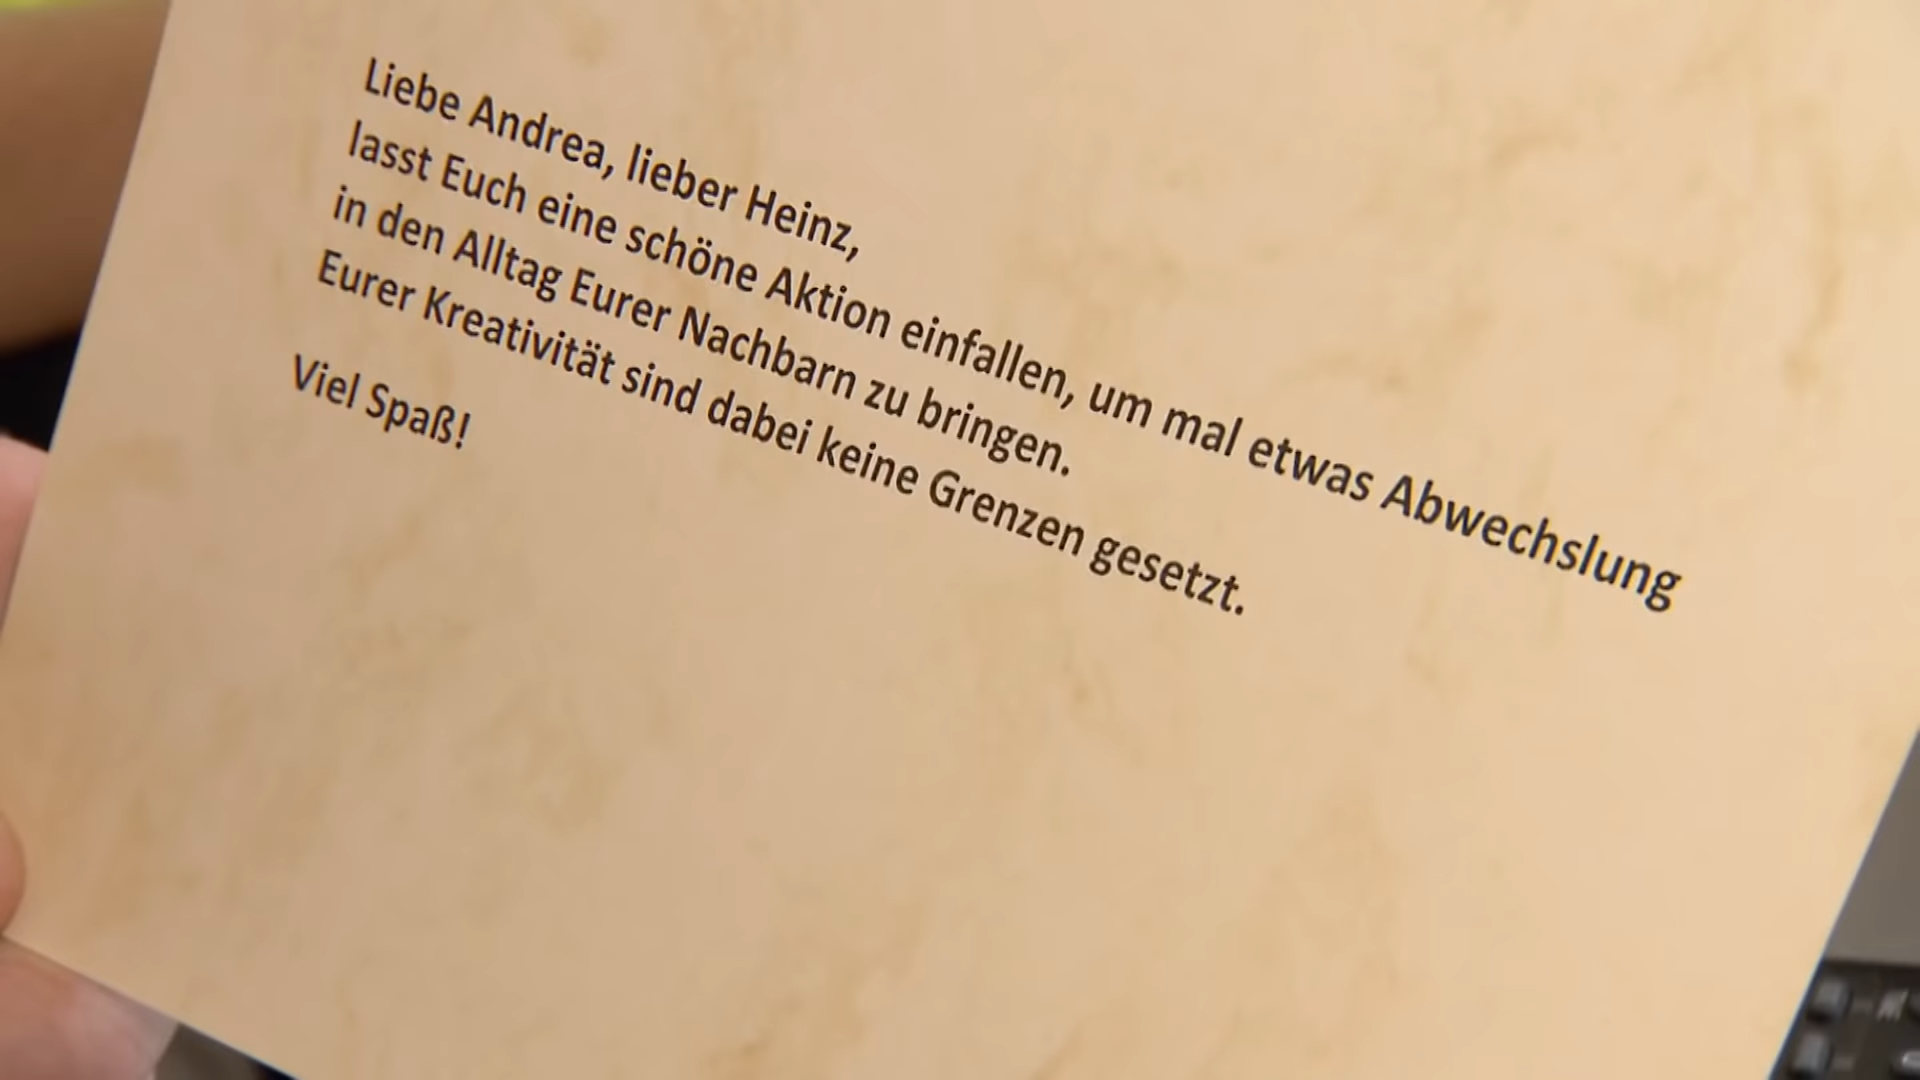 Liebe Andrea, lieber Heinz,
lasst Euch eine schöne Aktion einfallen, um mal etwas Abwechslung
in den Alltag Eurer Nachbarn zu bringen.
Eurer Kreativität sind dabei keine Grenzen gesetzt.
Viel Spaß!